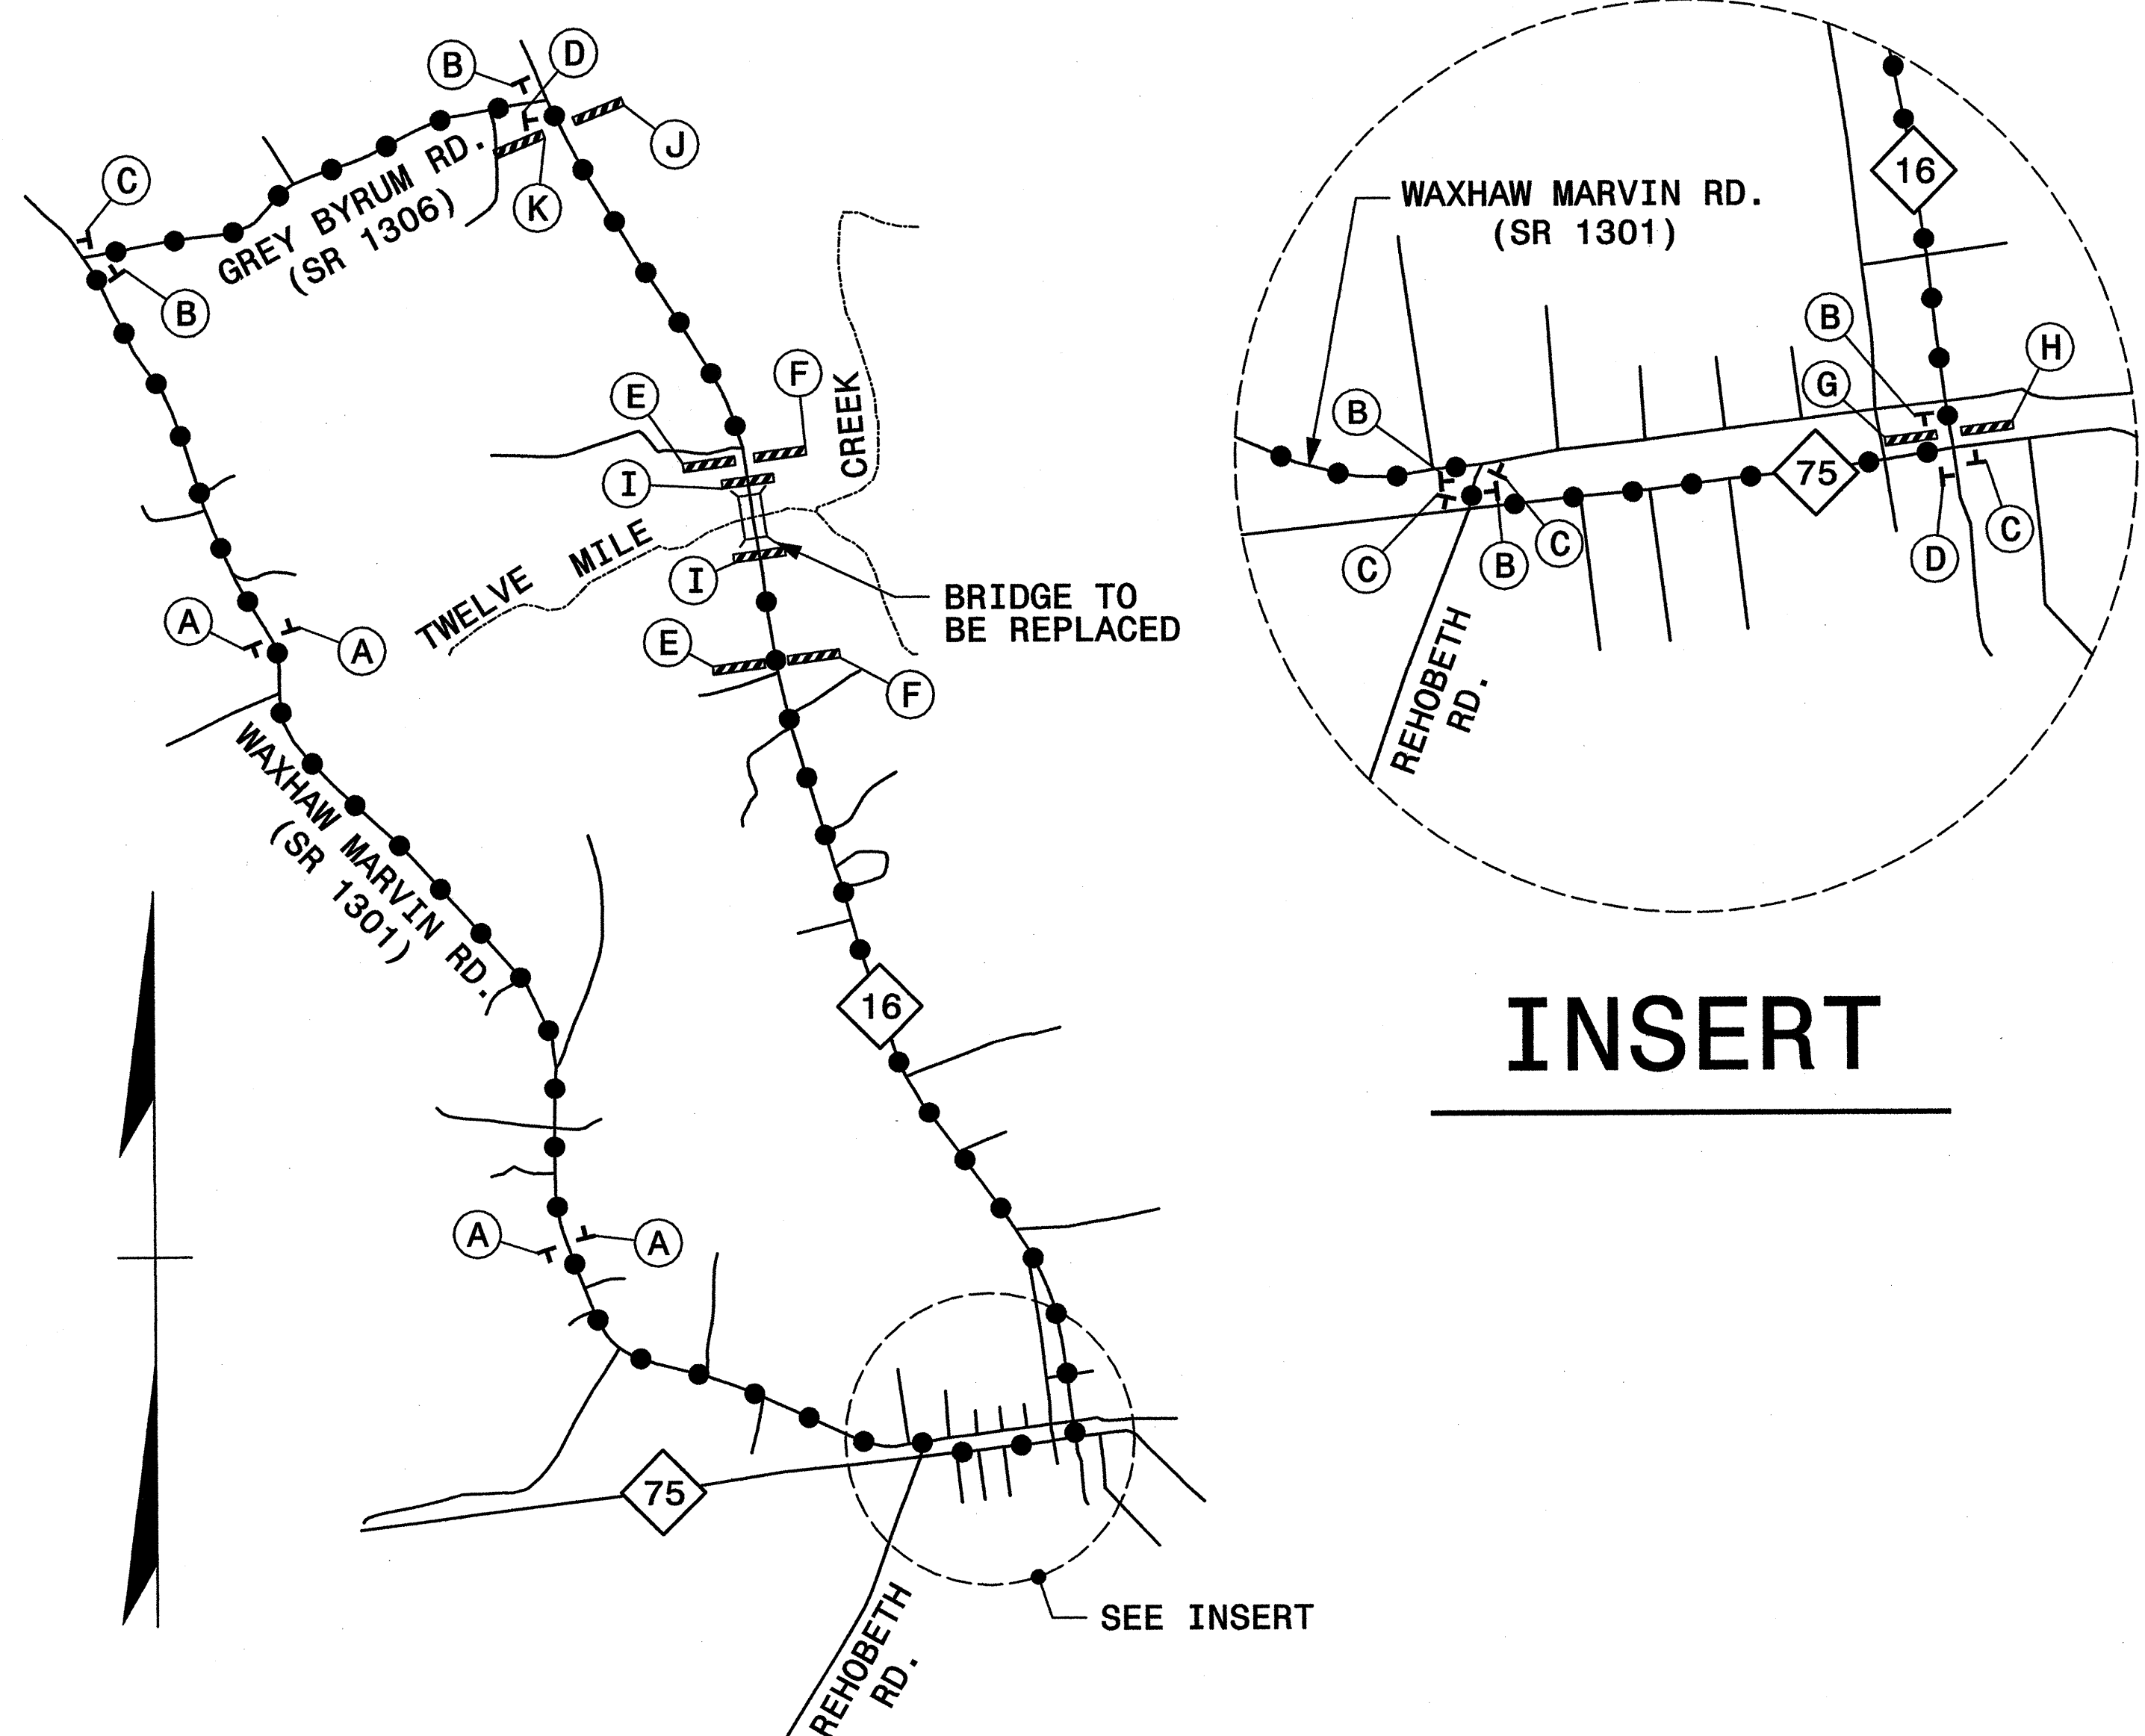 B
D
J
C
K
GREY BYRUM RD.
(SR 1306)
B
E
F
CREEK
I
TWELVE MILE
I
BRIDGE TO
BE REPLACED
A
A
E
F
WAXHAW MARVIN RD.
(SR 1301)
16
A
A
75
SEE INSERT
REHOBETH
RD.
WAXHAW MARVIN RD.
(SR 1301)
16
B
H
G
B
75
C
B
C
D
C
REHOBETH
RD.
INSERT